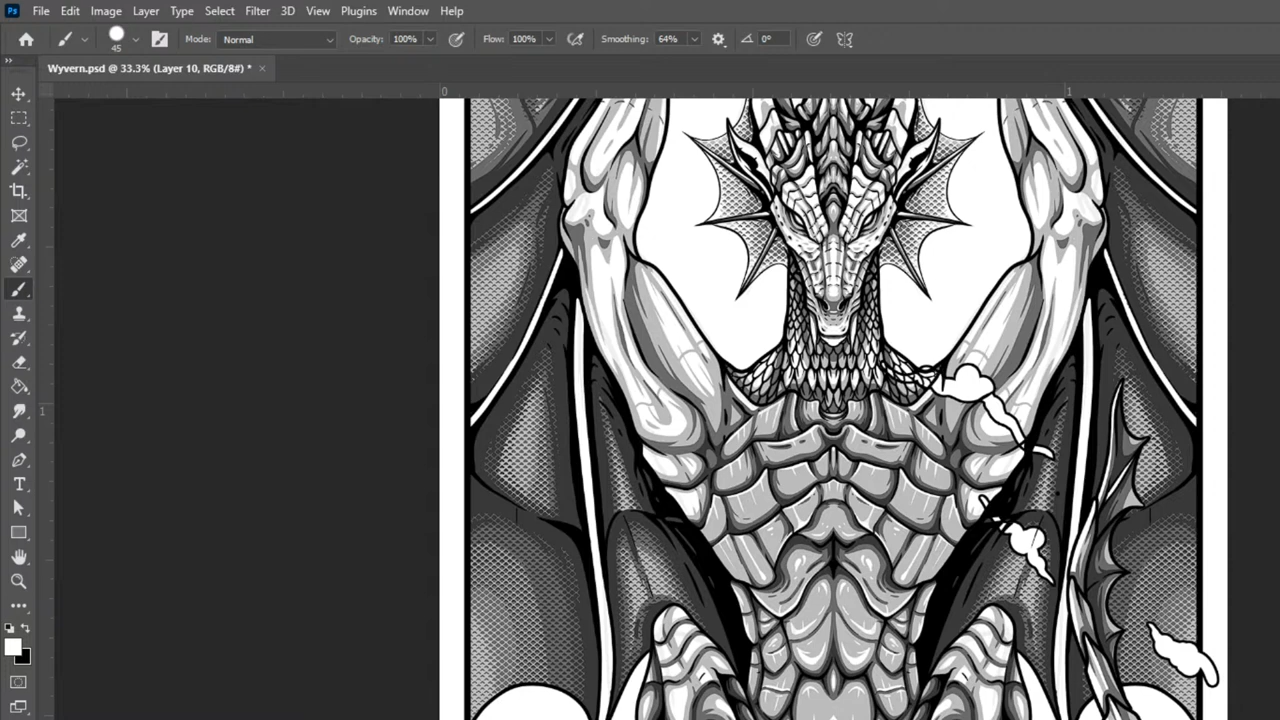 Ps File Edit Image Layer Type Select Filter 3D View Plugins Window Help
45 Mode: Normal Opacity: 100% Flow: 100% Smoothing: 64% 0°
Wyvern.psd @ 33.3% (Layer 10, RGB/8#) * ×
0 1
1
T